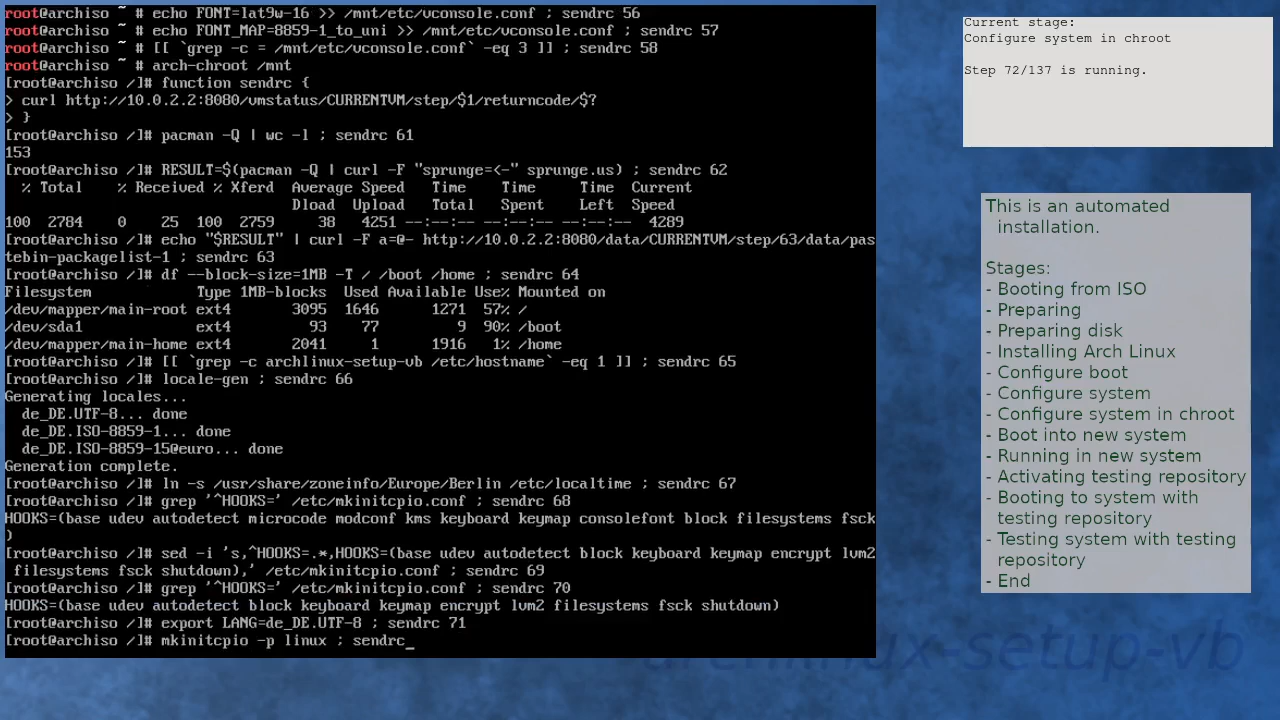 root@archiso ~ # echo FONT=lat9w-16 >> /mnt/etc/vconsole.conf ; sendrc 56
root@archiso ~ # echo FONT_MAP=8859-1_to_uni >> /mnt/etc/vconsole.conf ; sendrc 57
root@archiso ~ # [[ `grep -c = /mnt/etc/vconsole.conf` -eq 3 ]] ; sendrc 58
root@archiso ~ # arch-chroot /mnt
[root@archiso /]# function sendrc {
> curl http://10.0.2.2:8080/vmstatus/CURRENTVM/step/$1/returncode/$?
> }
[root@archiso /]# pacman -Q | wc -l ; sendrc 61
153
[root@archiso /]# RESULT=$(pacman -Q | curl -F "sprunge=<-" sprunge.us) ; sendrc 62
  % Total    % Received % Xferd  Average Speed   Time    Time     Time  Current
                                 Dload  Upload   Total   Spent    Left  Speed
100  2784    0    25  100  2759     38   4251 --:--:-- --:--:-- --:--:--  4289
[root@archiso /]# echo "$RESULT" | curl -F a=@- http://10.0.2.2:8080/data/CURRENTVM/step/63/data/pas
tebin-packagelist-1 ; sendrc 63
[root@archiso /]# df --block-size=1MB -T / /boot /home ; sendrc 64
Filesystem            Type 1MB-blocks  Used Available Use% Mounted on
/dev/mapper/main-root ext4       3095  1646      1271  57% /
/dev/sda1             ext4         93    77         9  90% /boot
/dev/mapper/main-home ext4       2041     1      1916   1% /home
[root@archiso /]# [[ `grep -c archlinux-setup-vb /etc/hostname` -eq 1 ]] ; sendrc 65
[root@archiso /]# locale-gen ; sendrc 66
Generating locales...
  de_DE.UTF-8... done
  de_DE.ISO-8859-1... done
  de_DE.ISO-8859-15@euro... done
Generation complete.
[root@archiso /]# ln -s /usr/share/zoneinfo/Europe/Berlin /etc/localtime ; sendrc 67
[root@archiso /]# grep '^HOOKS=' /etc/mkinitcpio.conf ; sendrc 68
HOOKS=(base udev autodetect microcode modconf kms keyboard keymap consolefont block filesystems fsck
)
[root@archiso /]# sed -i 's,^HOOKS=.*,HOOKS=(base udev autodetect block keyboard keymap encrypt lvm2
 filesystems fsck shutdown),' /etc/mkinitcpio.conf ; sendrc 69
[root@archiso /]# grep '^HOOKS=' /etc/mkinitcpio.conf ; sendrc 70
HOOKS=(base udev autodetect block keyboard keymap encrypt lvm2 filesystems fsck shutdown)
[root@archiso /]# export LANG=de_DE.UTF-8 ; sendrc 71
[root@archiso /]# mkinitcpio -p linux ; sendrc_
Current stage:
Configure system in chroot
Step 72/137 is running.
This is an automated
installation.
Stages:
- Booting from ISO
- Preparing
- Preparing disk
- Installing Arch Linux
- Configure boot
- Configure system
- Configure system in chroot
- Boot into new system
- Running in new system
- Activating testing repository
- Booting to system with
testing repository
- Testing system with testing
repository
- End
archlinux-setup-vb